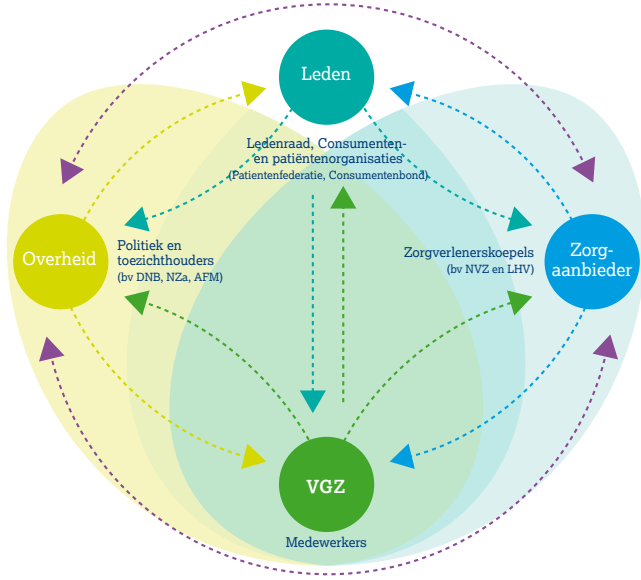 Leden
Ledenraad, Consumenten-
en patiëntenorganisaties
(Patientenfederatie, Consumentenbond)
Overheid
Politiek en
toezichthouders
(bv DNB, NZa, AFM)
Zorgverlenerskoepels
(bv NVZ en LHV)
Zorg-
aanbieder
VGZ
Medewerkers